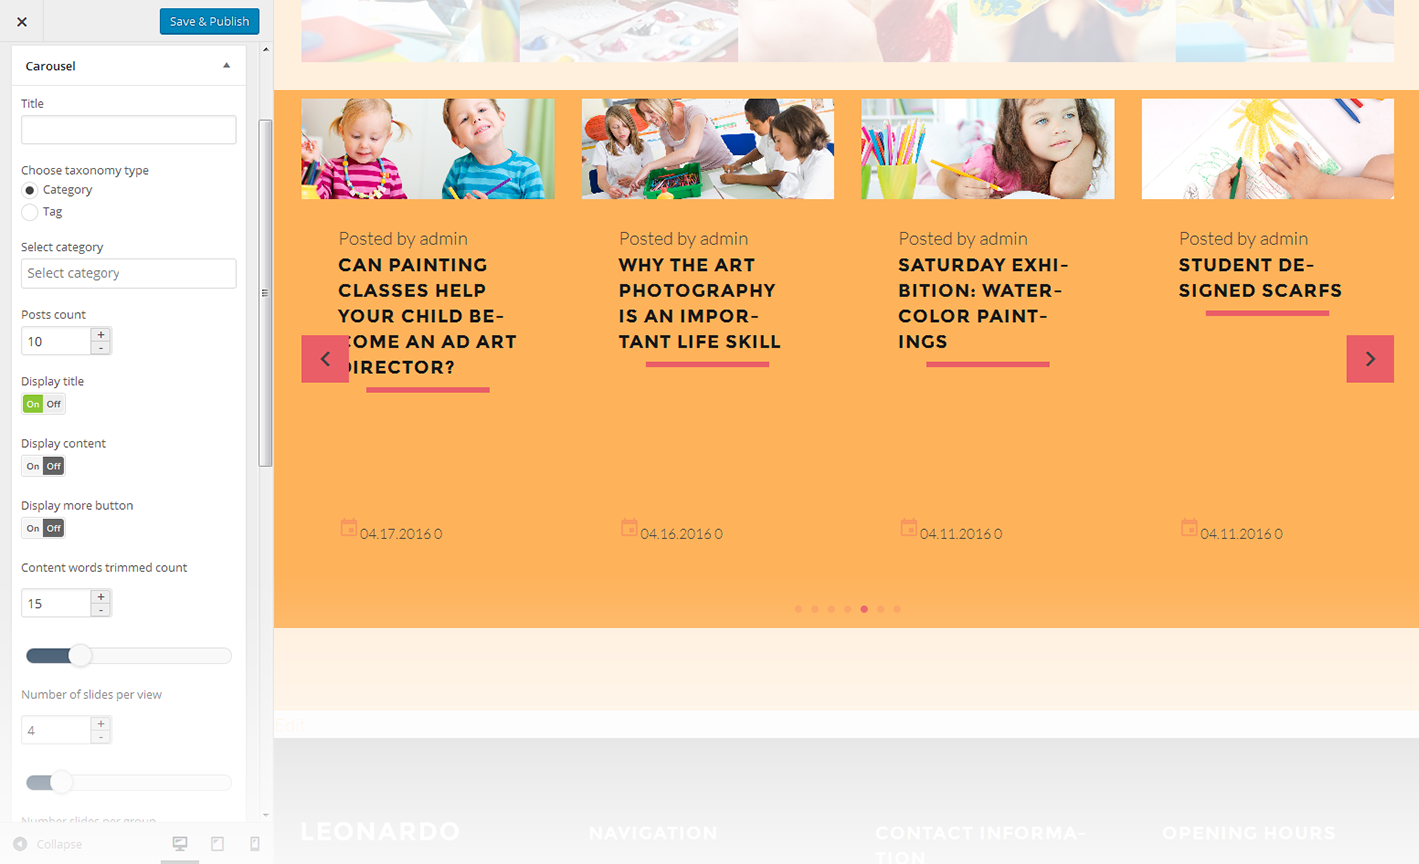 Save & Publish
Carousel
Title
Choose taxonomy type
Category
Tag
Select category
Select category
Posts count
10
+
-
Display title
On Off
Display content
On Off
Display more button
On Off
Content words trimmed count
15
+
-
Number of slides per view
4
+
-
Number slides per group
Collapse
Posted by admin
CAN PAINTING
CLASSES HELP
YOUR CHILD BE-
COME AN AD ART
DIRECTOR?
04.17.2016 0
Posted by admin
WHY THE ART
PHOTOGRAPHY
IS AN IMPOR-
TANT LIFE SKILL
04.16.2016 0
Posted by admin
SATURDAY EXHI-
BITION: WATER-
COLOR PAINT-
INGS
04.11.2016 0
Posted by admin
STUDENT DE-
SIGNED SCARFS
04.11.2016 0
Edit
LEONARDO
NAVIGATION
CONTACT INFORMA-
TION
OPENING HOURS